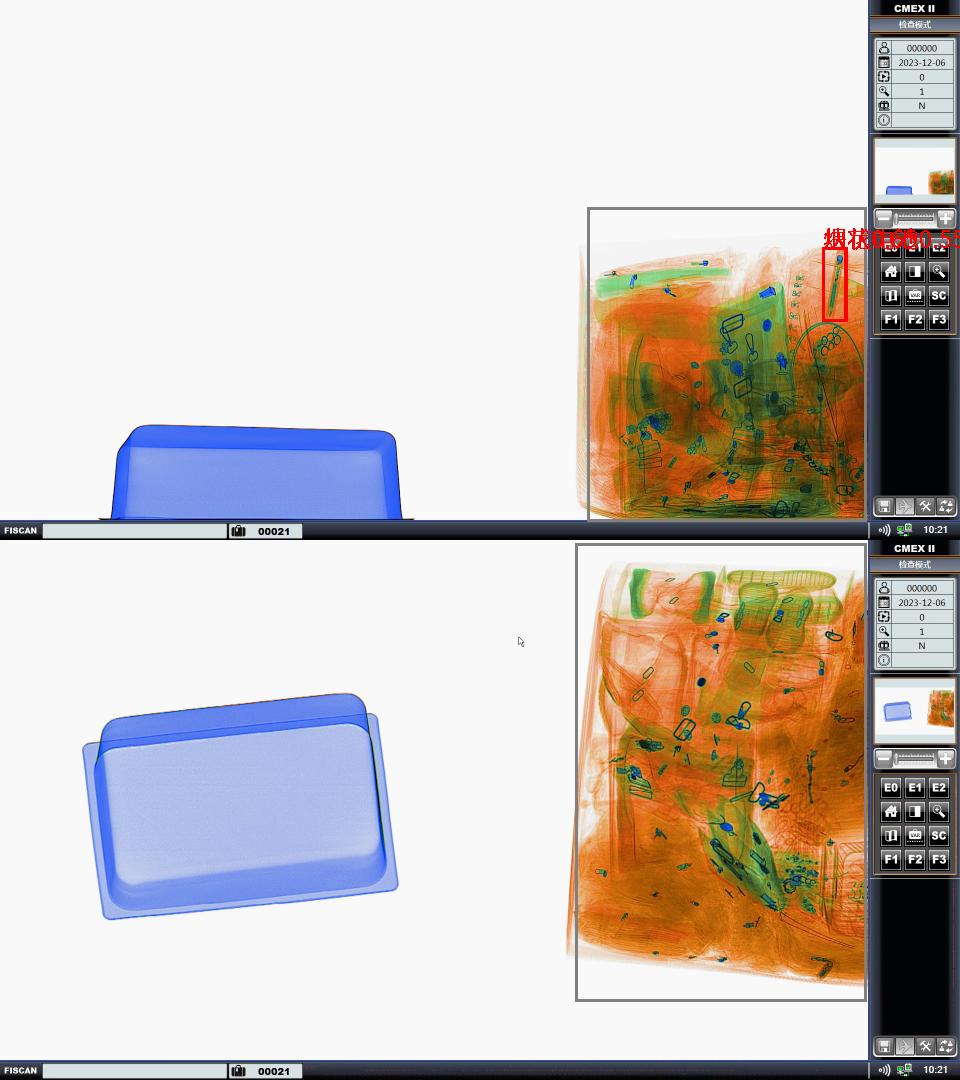 CMEX II
检查模式
000000
2023-12-06
0
1
N
E0 E1 E2
VAR SC
F1 F2 F3
FISCAN
00021
10:21
CMEX II
检查模式
000000
2023-12-06
0
1
N
E0 E1 E2
VAR SC
F1 F2 F3
FISCAN
00021
10:21